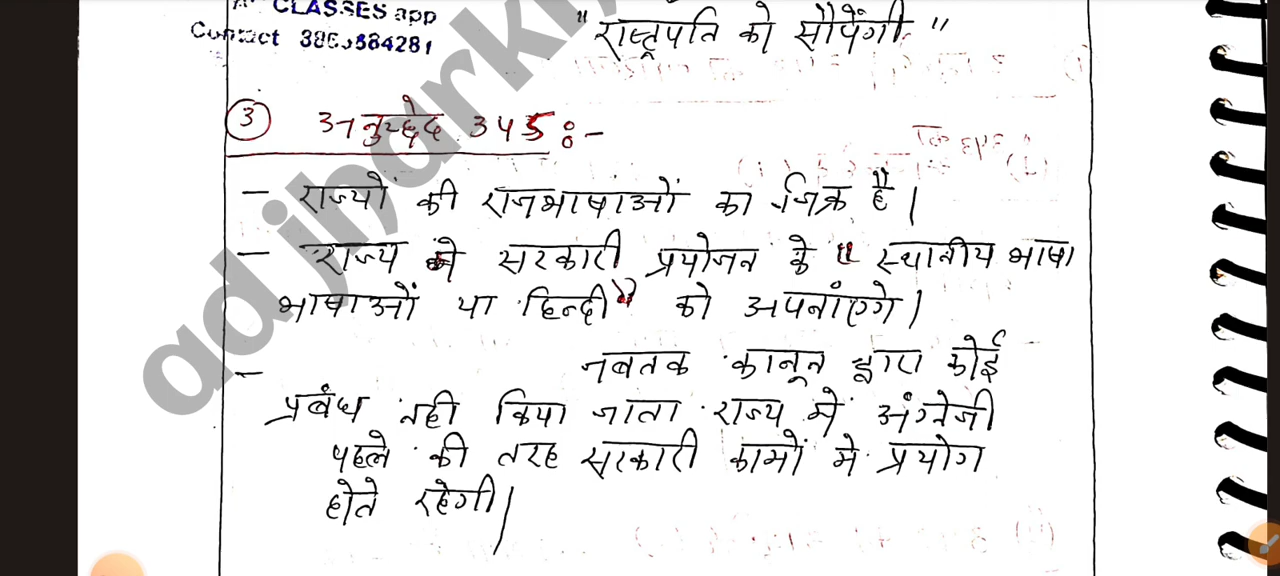 CLASSES app
Contact
"राष्ट्रपति को सौपेंगी"
③ अनुच्छेद 345 :-
- राज्यों की राजभाषाओं का जिक्र है।
- राज्य में सरकारी प्रयोजन के " स्थानीय भाषा
भाषाओं या हिन्दी" को अपनांएगे।
- जबतक कानून द्वारा कोई
प्रबंध नही किया जाता राज्य में अंग्रेजी
पहले की तरह सरकारी कामों मे प्रयोग
होते रहेगी।